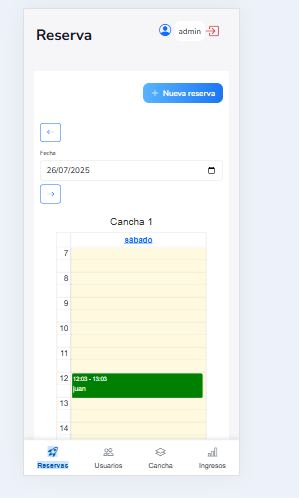 Reserva
admin
+ Nueva reserva
←
Fecha
26/07/2025
→
Cancha 1
sábado
7
8
9
10
11
12
12:03 - 13:03
juan
13
14
Reservas
Usuarios
Cancha
Ingresos